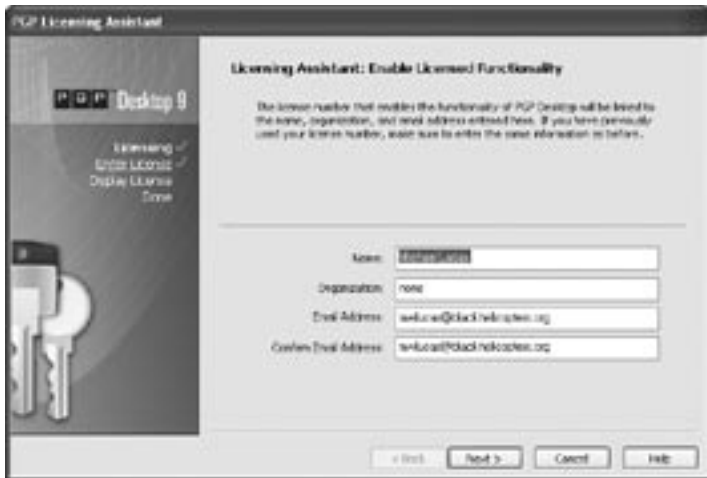 PGP Licensing Assistant
PGP Desktop 9
Licensing
Enter License
Display License
Done
Licensing Assistant: Enable Licensed Functionality
The license number that enables the functionality of PGP Desktop will be linked to
the name, organization, and email address entered here. If you have previously
used your license number, make sure to enter the same information as before.
Name:
Organization: none
Email Address:
Confirm Email Address:
< Back Next > Cancel Help